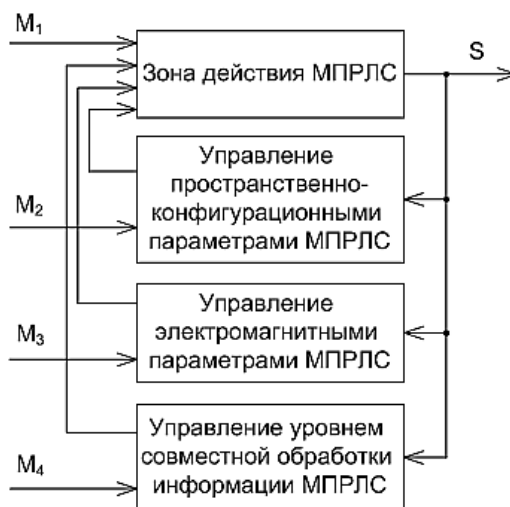 M₁
S
Зона действия МПРЛС
Управление
пространственно-
конфигурационными
параметрами МПРЛС
M₂
Управление
электромагнитными
параметрами МПРЛС
M₃
Управление уровнем
совместной обработки
информации МПРЛС
M₄